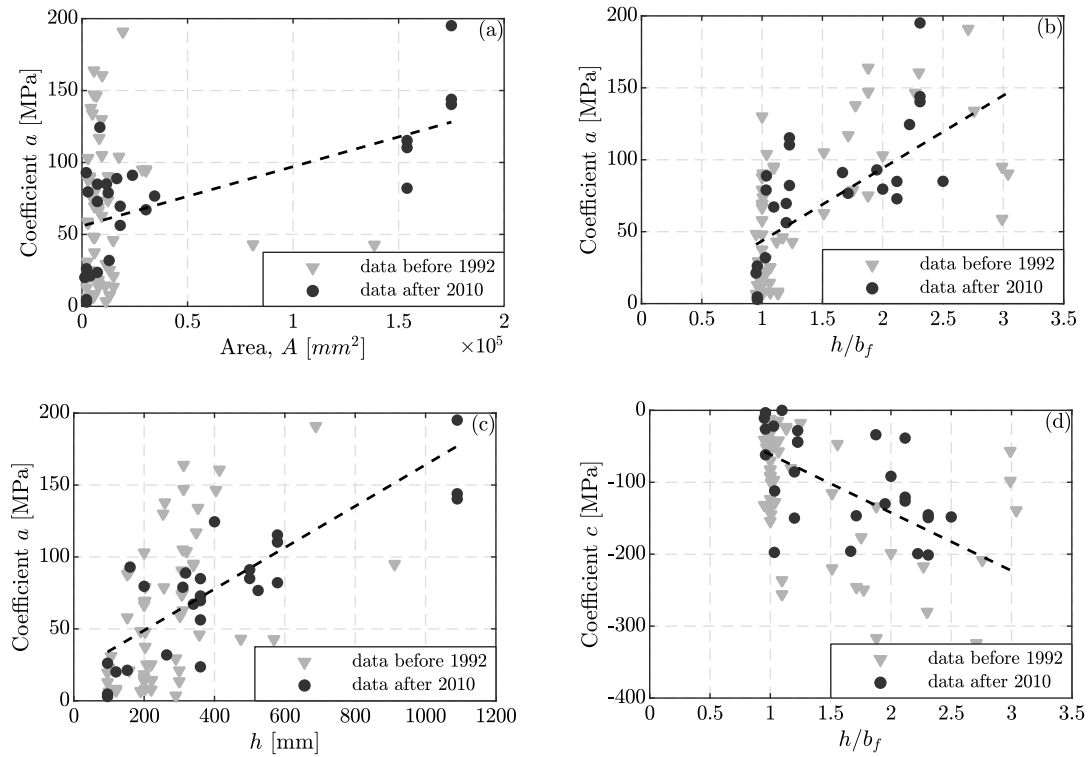 200
150
100
50
0
Coefficient a [MPa]
(a)
data before 1992
data after 2010
0
0.5
1
1.5
2
×10^5
Area, A [mm^2]
200
150
100
50
0
Coefficient a [MPa]
(b)
data before 1992
data after 2010
0
0.5
1
1.5
2
2.5
3
3.5
h/b_f
200
150
100
50
0
Coefficient a [MPa]
(c)
data before 1992
data after 2010
0
200
400
600
800
1000
1200
h [mm]
0
-100
-200
-300
-400
Coefficient c [MPa]
(d)
data before 1992
data after 2010
0
0.5
1
1.5
2
2.5
3
3.5
h/b_f